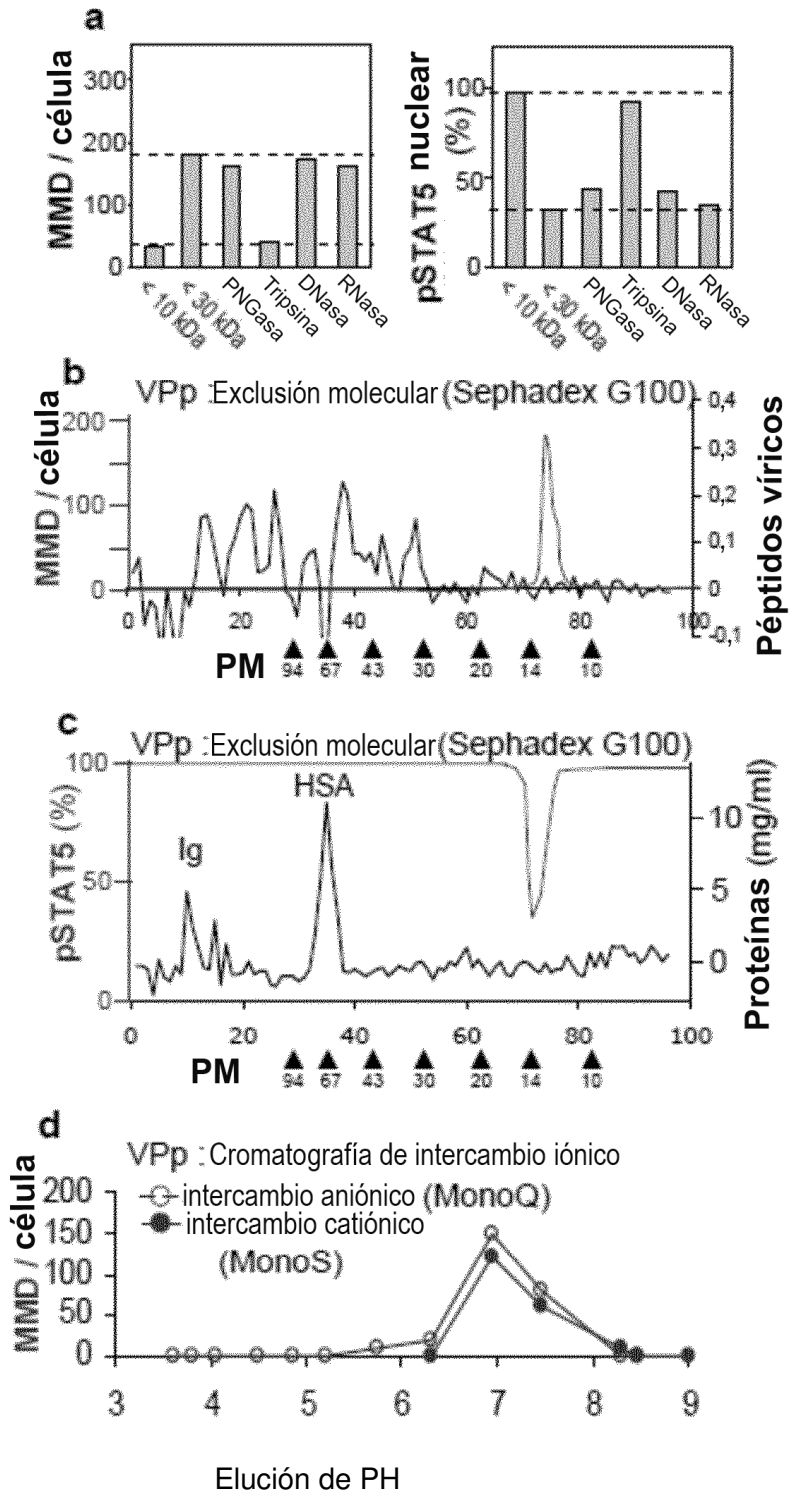 a
MMD / célula
300
200
100
0
< 10 kDa
< 30 kDa
PNGasa
Tripsina
DNasa
RNasa
pSTAT5 nuclear
(%)
100
50
0
< 10 kDa
< 30 kDa
PNGasa
Tripsina
DNasa
RNasa
b
VPp :Exclusión molecular (Sephadex G100)
MMD / célula
200
100
0
0,4
0,3
0,2
0,1
0
-0,1
Péptidos víricos
0 20 40 60 80 100
PM 94 67 43 30 20 14 10
c
VPp :Exclusión molecular (Sephadex G100)
pSTAT5 (%)
100
50
0
HSA
Ig
10
5
0
Proteínas (mg/ml)
0 20 40 60 80 100
PM 94 67 43 30 20 14 10
d
VPp : Cromatografía de intercambio iónico
MMD / célula
200
150
100
50
0
intercambio aniónico (MonoQ)
intercambio catiónico
(MonoS)
3 4 5 6 7 8 9
Elución de PH